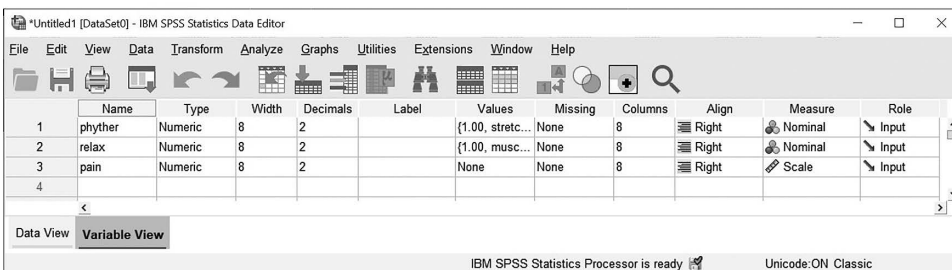 *Untitled1 [DataSet0] - IBM SPSS Statistics Data Editor
File Edit View Data Transform Analyze Graphs Utilities Extensions Window Help
Name Type Width Decimals Label Values Missing Columns Align Measure Role
1 phyther Numeric 8 2 {1.00, stretc... None 8 Right Nominal Input
2 relax Numeric 8 2 {1.00, musc... None 8 Right Nominal Input
3 pain Numeric 8 2 None None 8 Right Scale Input
4
Data View Variable View
IBM SPSS Statistics Processor is ready Unicode:ON Classic